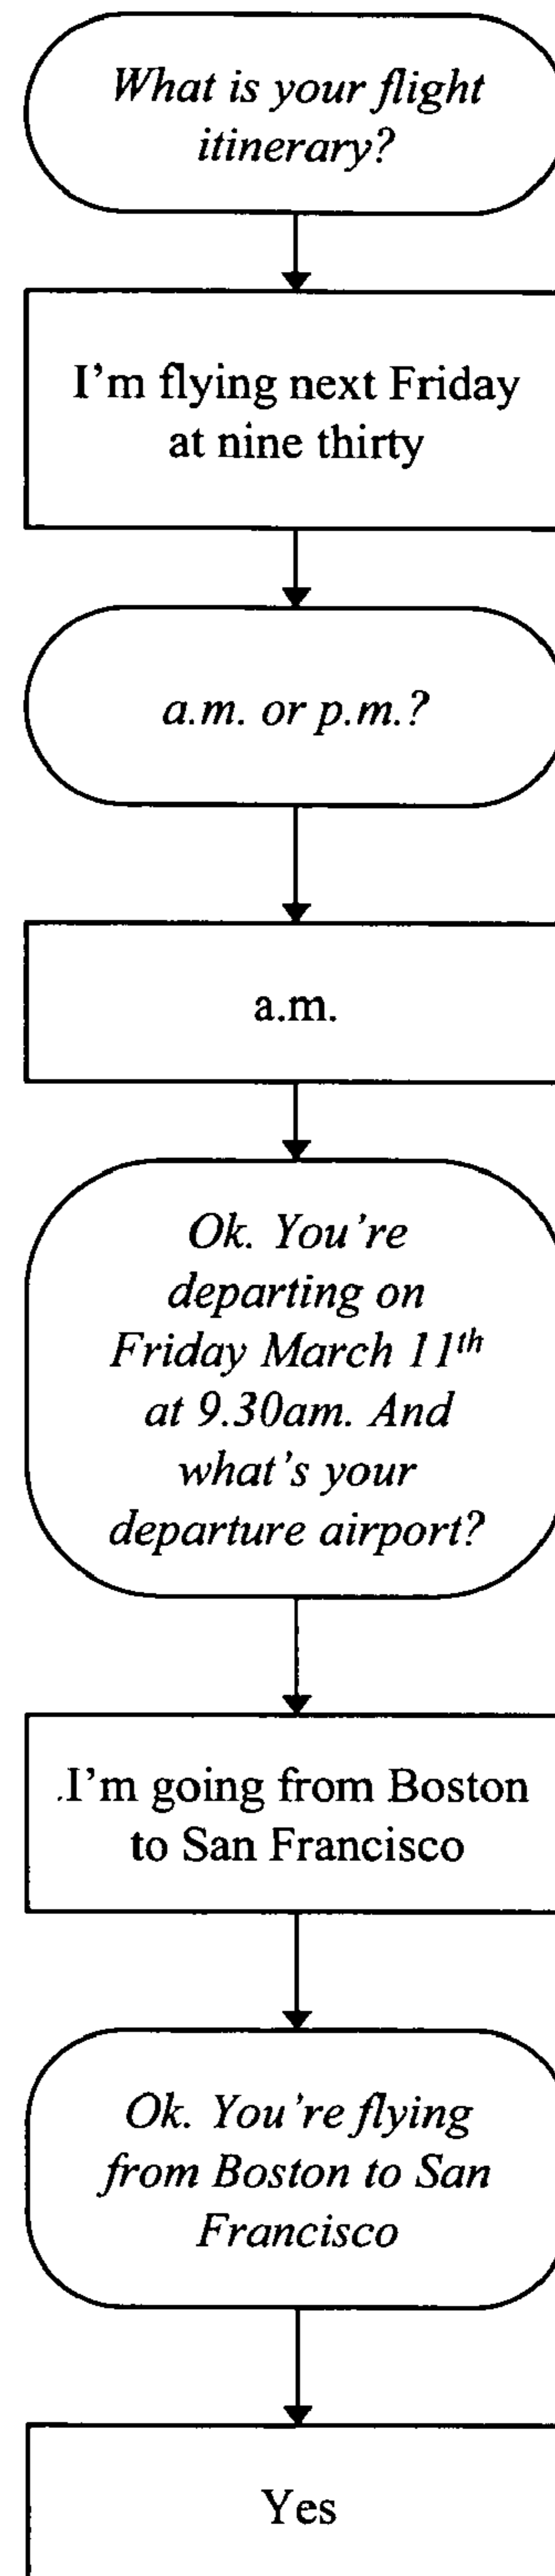 What is your flight
itinerary?
I'm flying next Friday
at nine thirty
a.m. or p.m.?
a.m.
Ok. You're
departing on
Friday March 11th
at 9.30am. And
what's your
departure airport?
I'm going from Boston
to San Francisco
Ok. You're flying
from Boston to San
Francisco
Yes